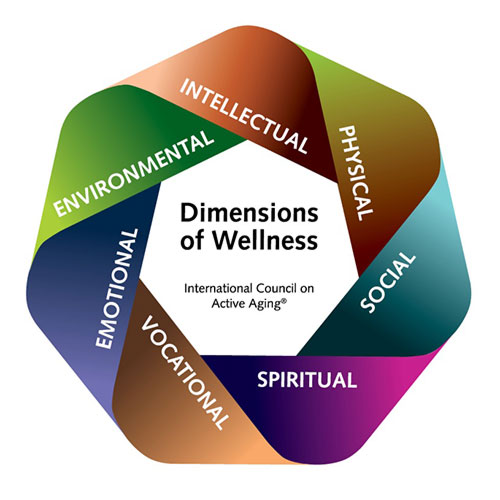 INTELLECTUAL
PHYSICAL
SOCIAL
SPIRITUAL
VOCATIONAL
EMOTIONAL
ENVIRONMENTAL
Dimensions
of Wellness
International Council on
Active Aging®